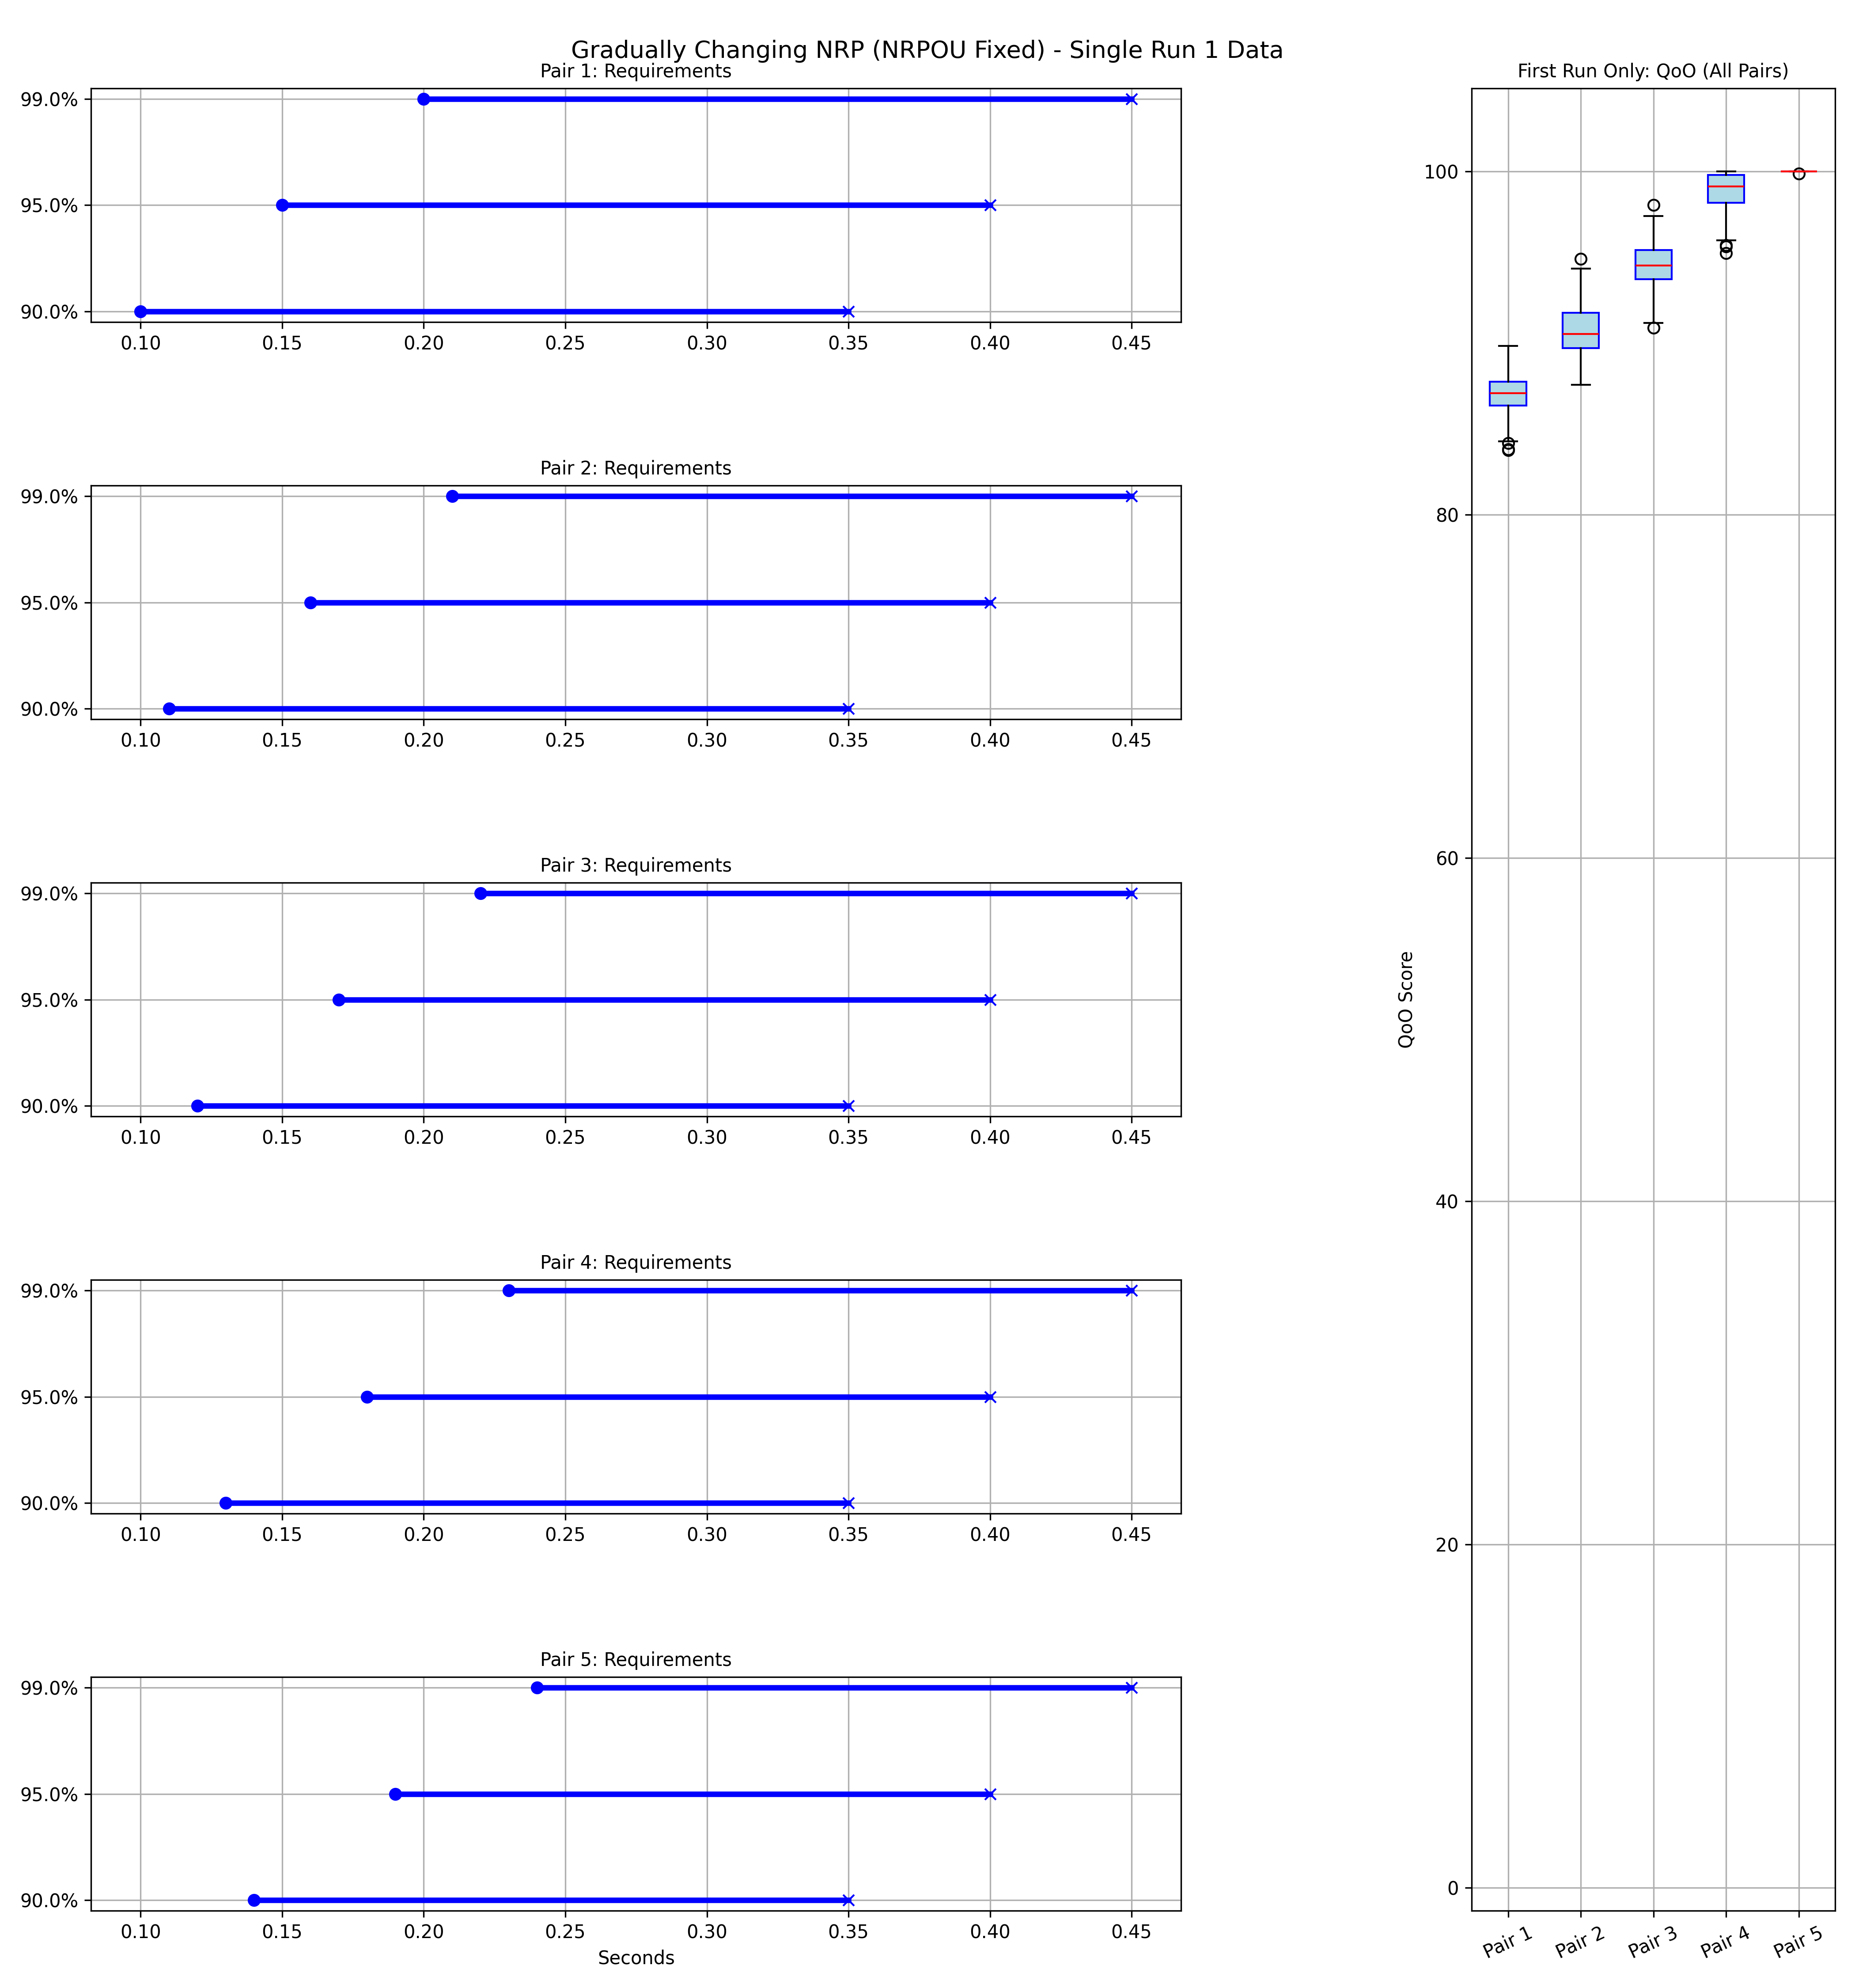 Gradually Changing NRP (NRPOU Fixed) - Single Run 1 Data
Pair 1: Requirements
99.0%
95.0%
90.0%
0.10 0.15 0.20 0.25 0.30 0.35 0.40 0.45
Pair 2: Requirements
99.0%
95.0%
90.0%
0.10 0.15 0.20 0.25 0.30 0.35 0.40 0.45
Pair 3: Requirements
99.0%
95.0%
90.0%
0.10 0.15 0.20 0.25 0.30 0.35 0.40 0.45
Pair 4: Requirements
99.0%
95.0%
90.0%
0.10 0.15 0.20 0.25 0.30 0.35 0.40 0.45
Pair 5: Requirements
99.0%
95.0%
90.0%
0.10 0.15 0.20 0.25 0.30 0.35 0.40 0.45
Seconds
First Run Only: QoO (All Pairs)
QoO Score
100
80
60
40
20
0
Pair 1 Pair 2 Pair 3 Pair 4 Pair 5